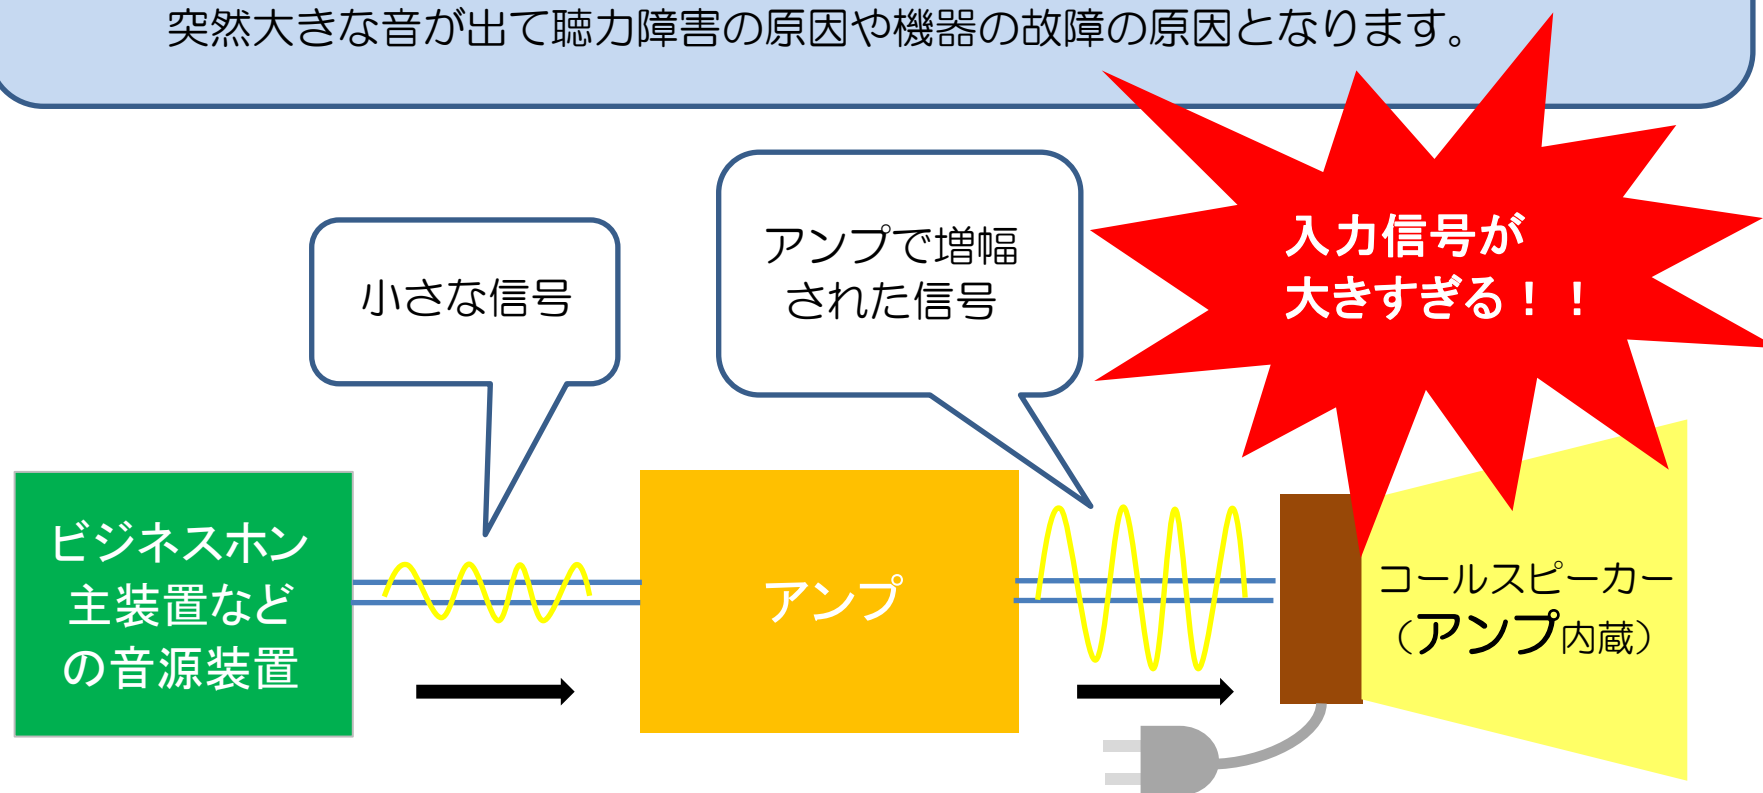 突然大きな音が出て聴力障害の原因や機器の故障の原因となります。
小さな信号
アンプで増幅
された信号
入力信号が
大きすぎる！！
ビジネスホン
主装置など
の音源装置
アンプ
コールスピーカー
（アンプ内蔵）